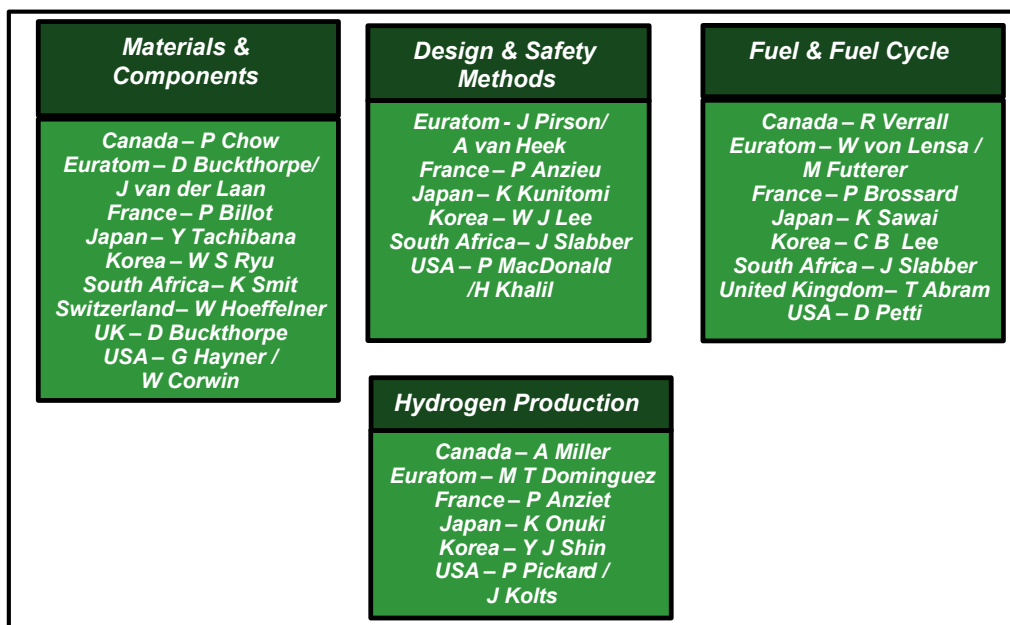 Materials &
Components
Canada – P Chow
Euratom – D Buckthorpe/
J van der Laan
France – P Billot
Japan – Y Tachibana
Korea – W S Ryu
South Africa – K Smit
Switzerland – W Hoeffelner
UK – D Buckthorpe
USA – G Hayner /
W Corwin
Design & Safety
Methods
Euratom - J Pirson/
A van Heek
France – P Anzieu
Japan – K Kunitomi
Korea – W J Lee
South Africa – J Slabber
USA – P MacDonald
/H Khalil
Fuel & Fuel Cycle
Canada – R Verrall
Euratom – W von Lensa /
M Futterer
France – P Brossard
Japan – K Sawai
Korea – C B Lee
South Africa – J Slabber
United Kingdom – T Abram
USA – D Petti
Hydrogen Production
Canada – A Miller
Euratom – M T Dominguez
France – P Anziet
Japan – K Onuki
Korea – Y J Shin
USA – P Pickard /
J Kolts